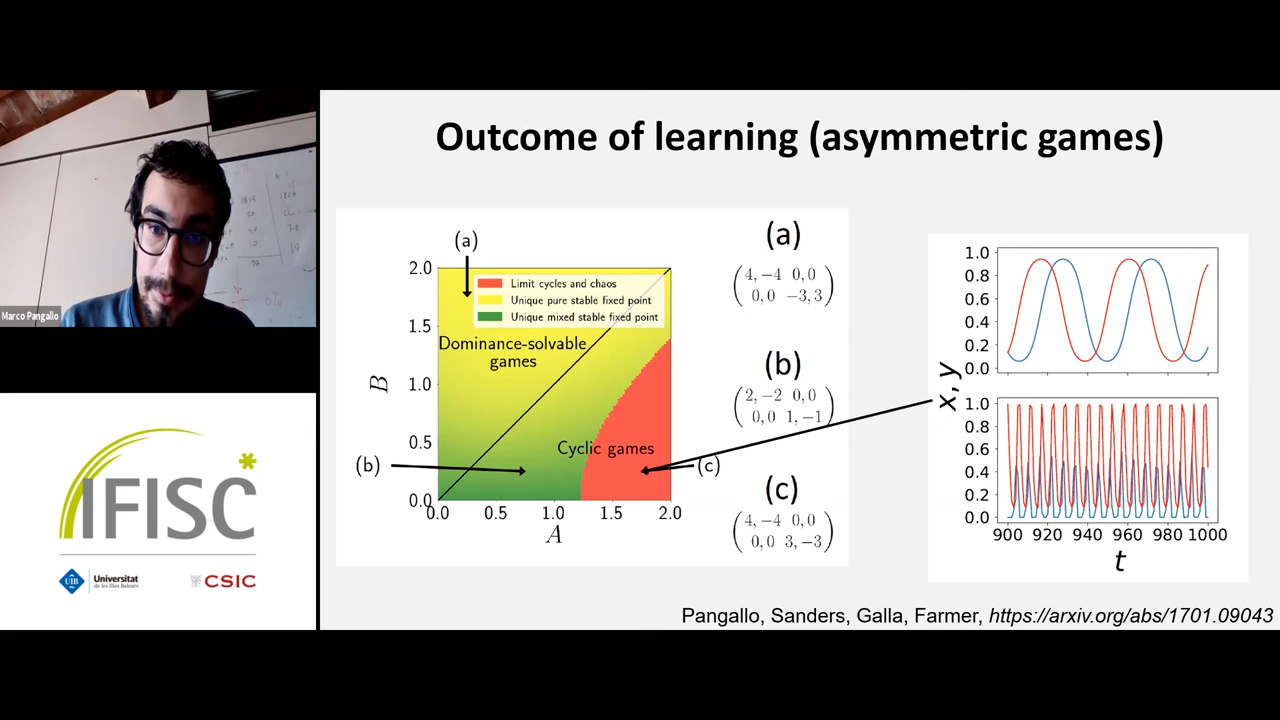 Outcome of learning (asymmetric games)
Marco Pangallo
IFISC
Universitat
de les Illes Balears
UIB
CSIC
(a)
2.0
1.5
1.0
0.5
0.0
B
Limit cycles and chaos
Unique pure stable fixed point
Unique mixed stable fixed point
Dominance-solvable
games
Cyclic games
(b)
(c)
0.0 0.5 1.0 1.5 2.0
A
(a)
4, −4 0, 0
0, 0 −3, 3
(b)
2, −2 0, 0
0, 0 1, −1
(c)
4, −4 0, 0
0, 0 3, −3
x, y
1.0
0.8
0.6
0.4
0.2
0.0
1.0
0.8
0.6
0.4
0.2
0.0
900 920 940 960 980 1000
t
Pangallo, Sanders, Galla, Farmer, https://arxiv.org/abs/1701.09043